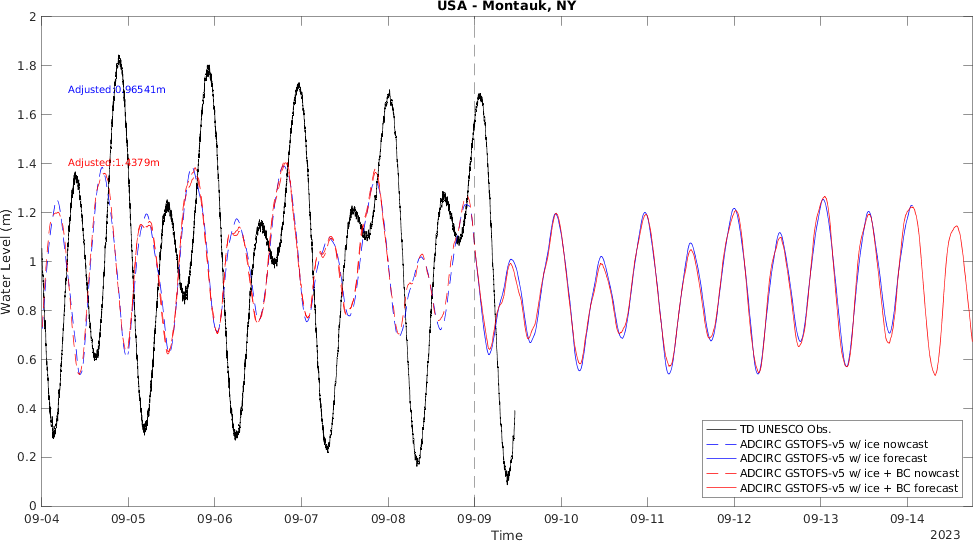 USA - Montauk, NY
2
1.8
1.6
1.4
1.2
1
0.8
0.6
0.4
0.2
0
Water Level (m)
Adjusted:0.96541m
Adjusted:1.4379m
TD UNESCO Obs.
ADCIRC GSTOFS-v5 w/ ice nowcast
ADCIRC GSTOFS-v5 w/ ice forecast
ADCIRC GSTOFS-v5 w/ ice + BC nowcast
ADCIRC GSTOFS-v5 w/ ice + BC forecast
09-04 09-05 09-06 09-07 09-08 09-09 09-10 09-11 09-12 09-13 09-14
Time
2023